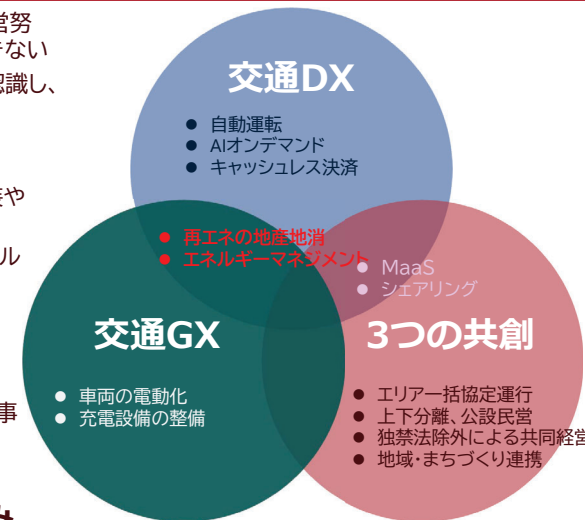 営努
きない
認識し、
ル
事
交通DX
● 自動運転
● AIオンデマンド
● キャッシュレス決済
● 再エネの地産地消
● エネルギーマネジメント
● MaaS
● シェアリング
交通GX
● 車両の電動化
● 充電設備の整備
3つの共創
● エリア一括協定運行
● 上下分離、公設民営
● 独禁法除外による共同経営
● 地域・まちづくり連携